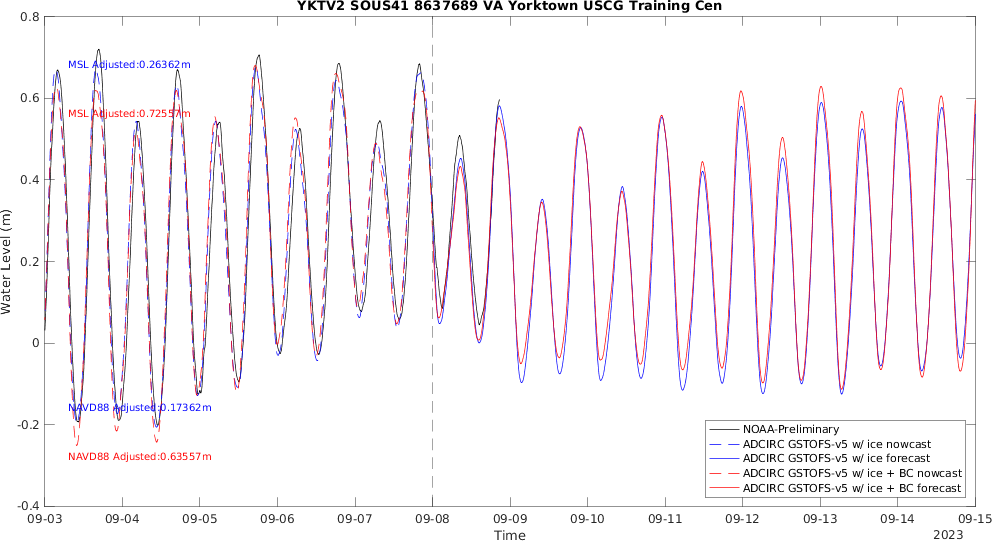 YKTV2 SOUS41 8637689 VA Yorktown USCG Training Cen
0.8
0.6
0.4
0.2
0
-0.2
-0.4
Water Level (m)
MSL Adjusted:0.26362m
MSL Adjusted:0.72557m
NAVD88 Adjusted:0.17362m
NAVD88 Adjusted:0.63557m
NOAA-Preliminary
ADCIRC GSTOFS-v5 w/ ice nowcast
ADCIRC GSTOFS-v5 w/ ice forecast
ADCIRC GSTOFS-v5 w/ ice + BC nowcast
ADCIRC GSTOFS-v5 w/ ice + BC forecast
09-03 09-04 09-05 09-06 09-07 09-08 09-09 09-10 09-11 09-12 09-13 09-14 09-15
Time
2023